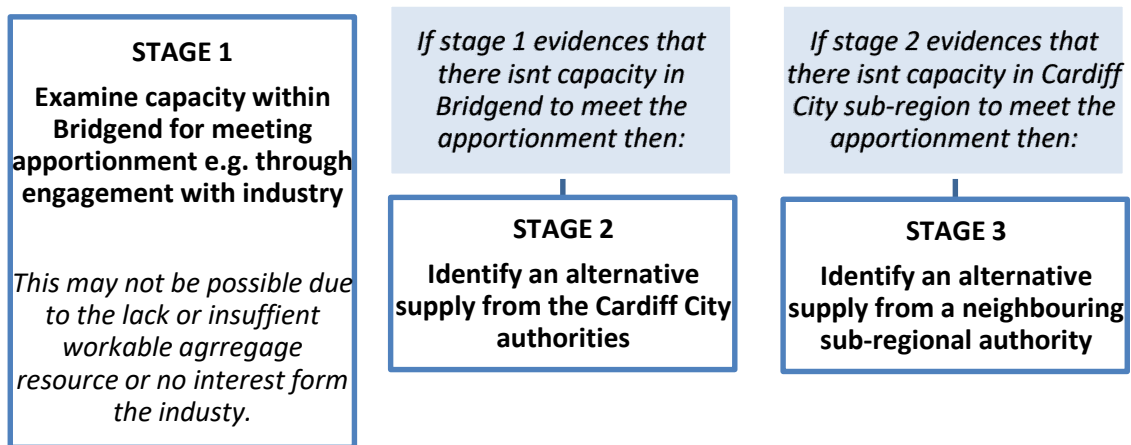 STAGE 1
Examine capacity within
Bridgend for meeting
apportionment e.g. through
engagement with industry
This may not be possible due
to the lack or insuffient
workable agrregage
resource or no interest form
the industy.
If stage 1 evidences that
there isnt capacity in
Bridgend to meet the
apportionment then:
STAGE 2
Identify an alternative
supply from the Cardiff City
authorities
If stage 2 evidences that
there isnt capacity in Cardiff
City sub-region to meet the
apportionment then:
STAGE 3
Identify an alternative
supply from a neighbouring
sub-regional authority